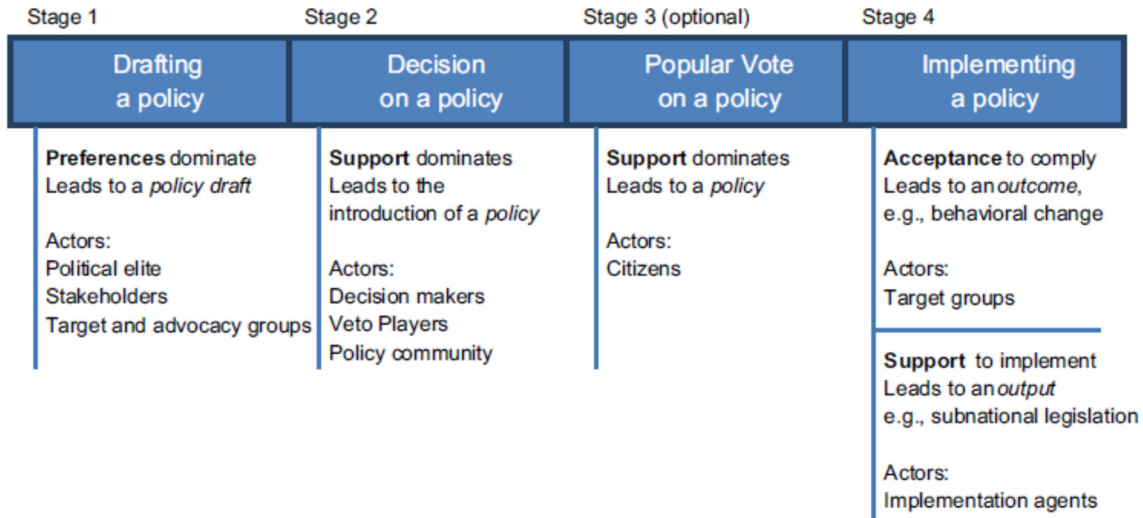 Stage 1
Stage 2
Stage 3 (optional)
Stage 4
Drafting
a policy
Decision
on a policy
Popular Vote
on a policy
Implementing
a policy
Preferences dominate
Leads to a policy draft
Actors:
Political elite
Stakeholders
Target and advocacy groups
Support dominates
Leads to the
introduction of a policy
Actors:
Decision makers
Veto Players
Policy community
Support dominates
Leads to a policy
Actors:
Citizens
Acceptance to comply
Leads to an outcome,
e.g., behavioral change
Actors:
Target groups
Support to implement
Leads to an output
e.g., subnational legislation
Actors:
Implementation agents